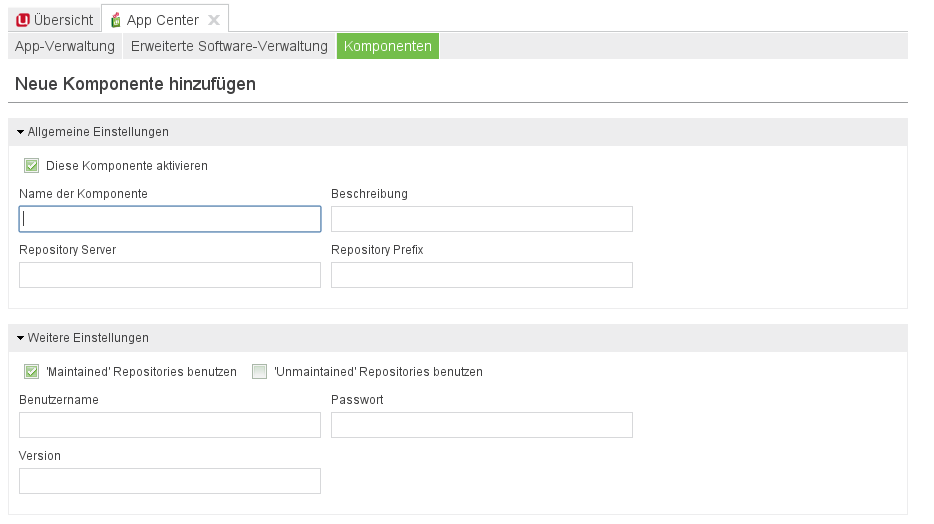 Übersicht App Center
App-Verwaltung Erweiterte Software-Verwaltung Komponenten
Neue Komponente hinzufügen
Allgemeine Einstellungen
Diese Komponente aktivieren
Name der Komponente Beschreibung
Repository Server Repository Prefix
Weitere Einstellungen
'Maintained' Repositories benutzen 'Unmaintained' Repositories benutzen
Benutzername Passwort
Version